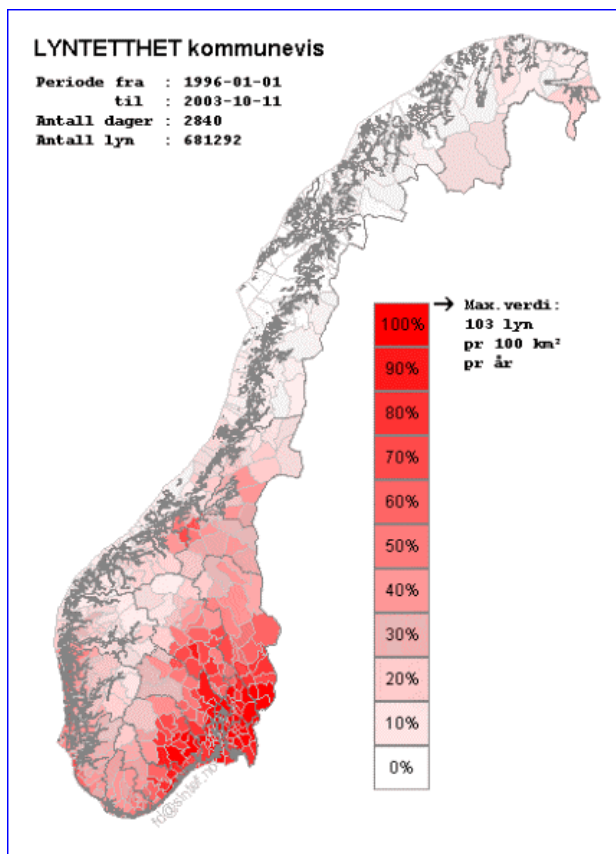 LYNTETTHET kommunevis
Periode fra : 1996-01-01
til : 2003-10-11
Antall dager : 2840
Antall lyn : 681292
Max.verdi:
103 lyn
pr 100 km²
pr år
100%
90%
80%
70%
60%
50%
40%
30%
20%
10%
0%